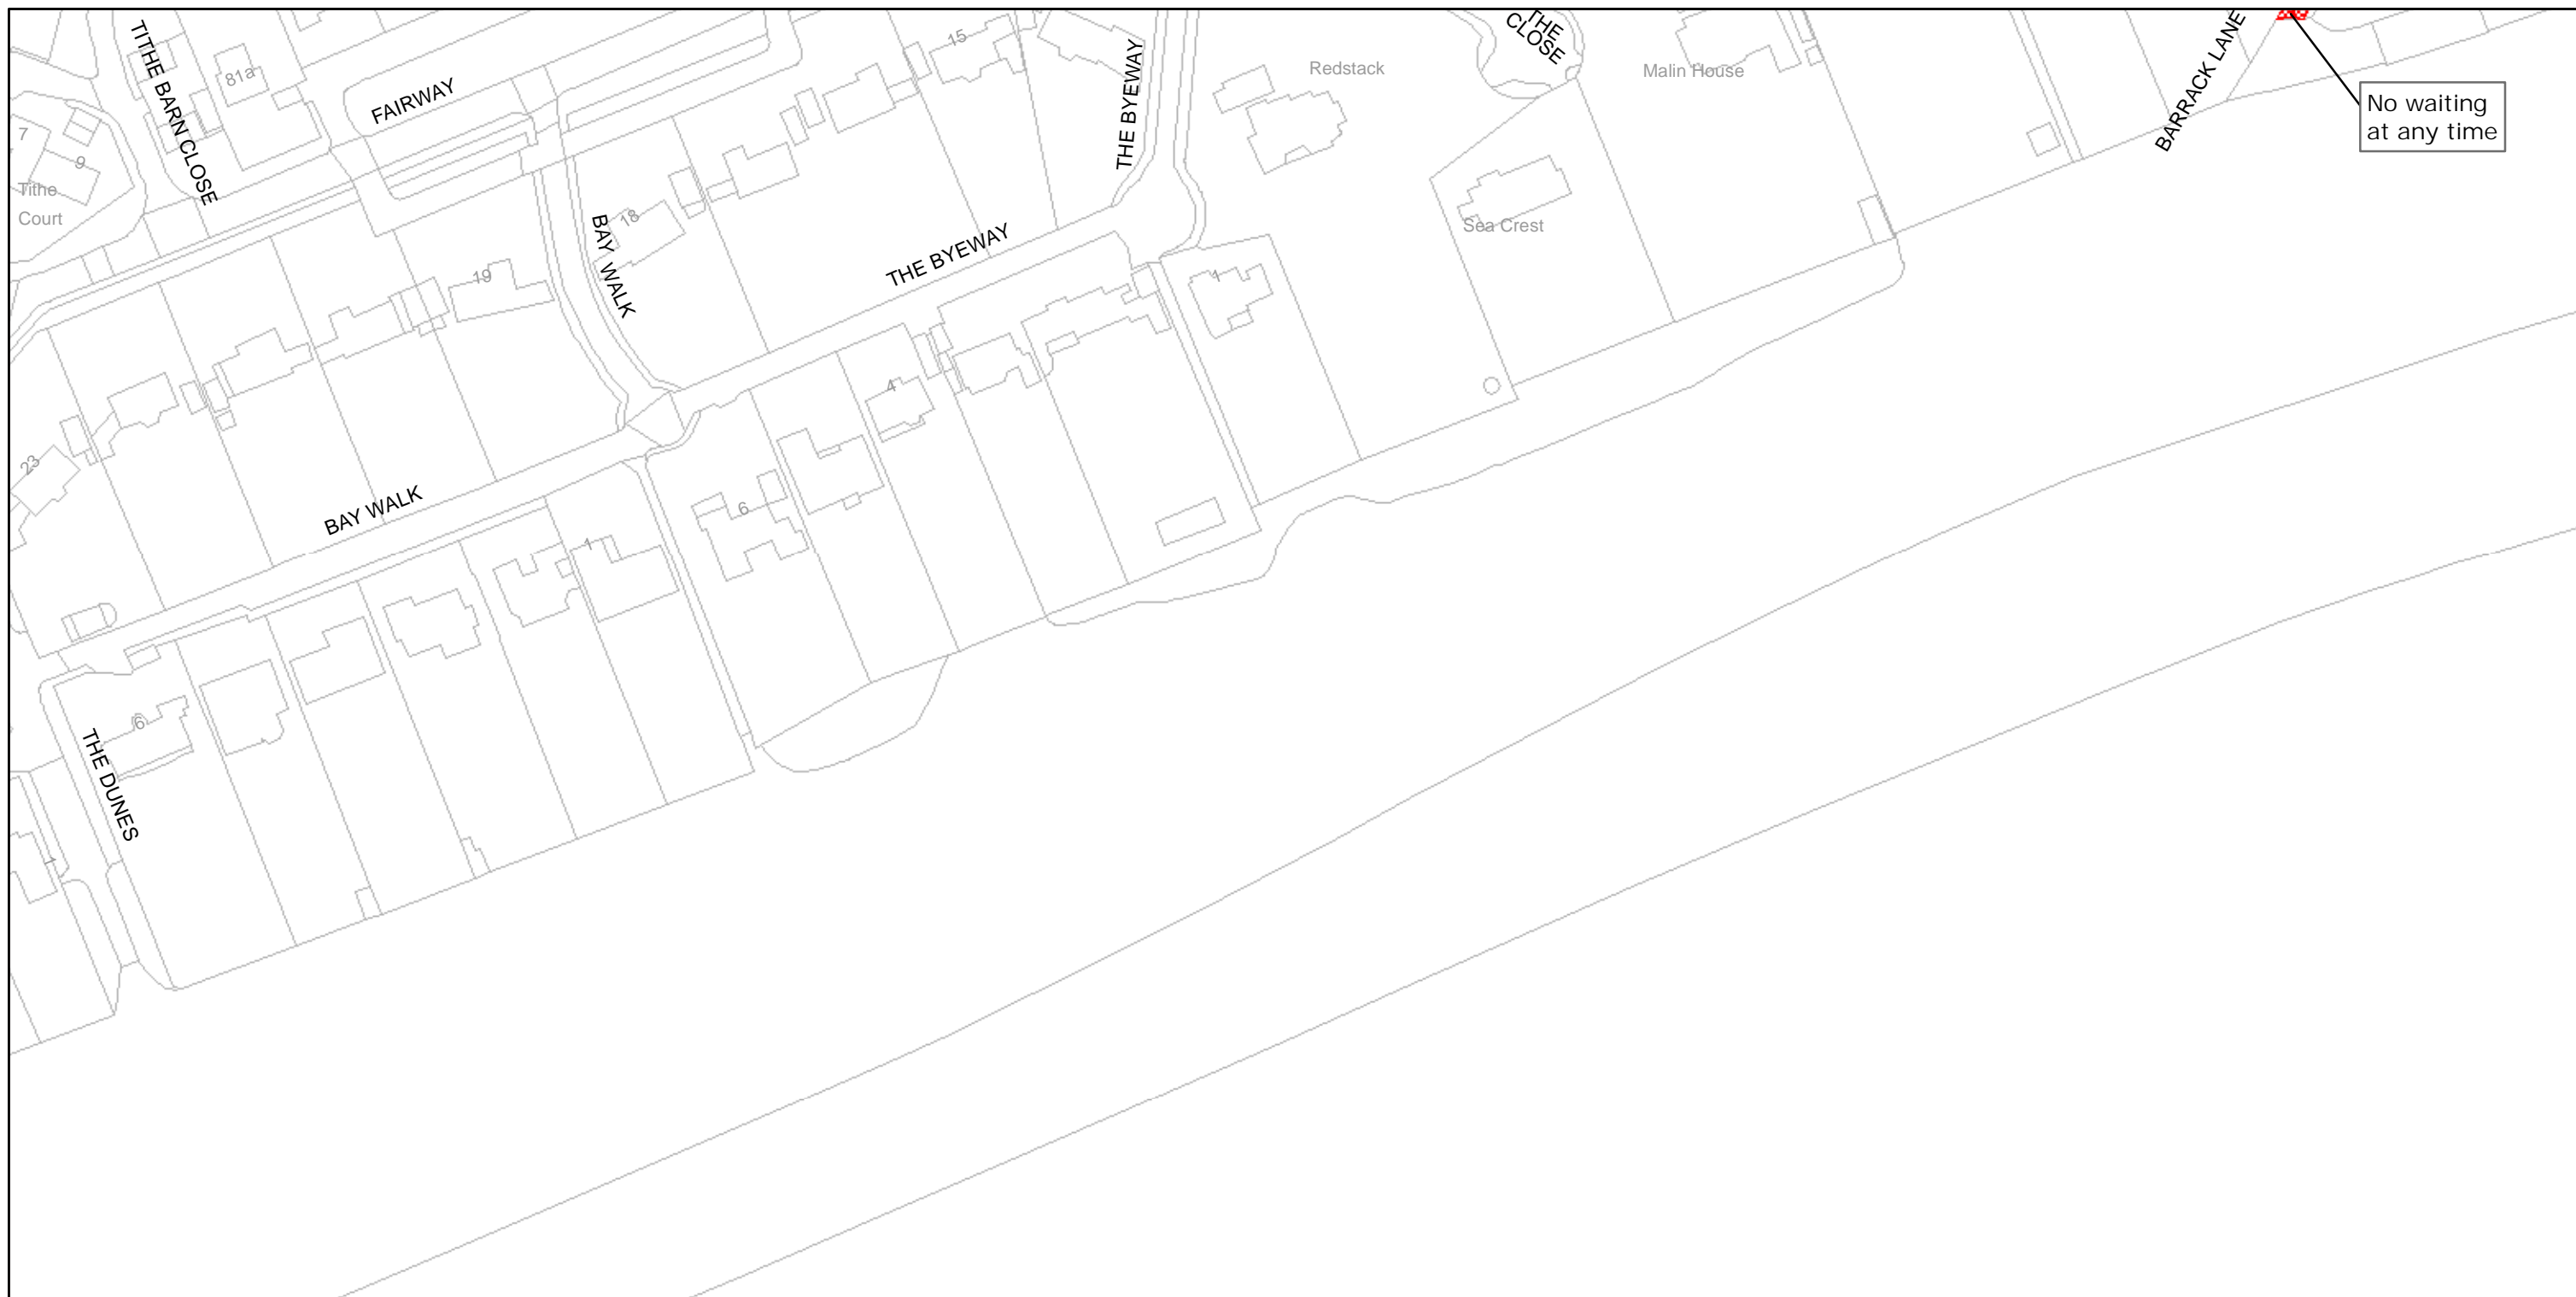 TITHE BARN CLOSE
81a
FAIRWAY
15
THE BYEWAY
Redstack
THE
CLOSE
Malin House
BARRACK LANE
No waiting
at any time
7
9
Tithe
Court
18
BAY WALK
THE BYEWAY
Sea Crest
19
1
4
23
BAY WALK
6
1
6
THE DUNES
1